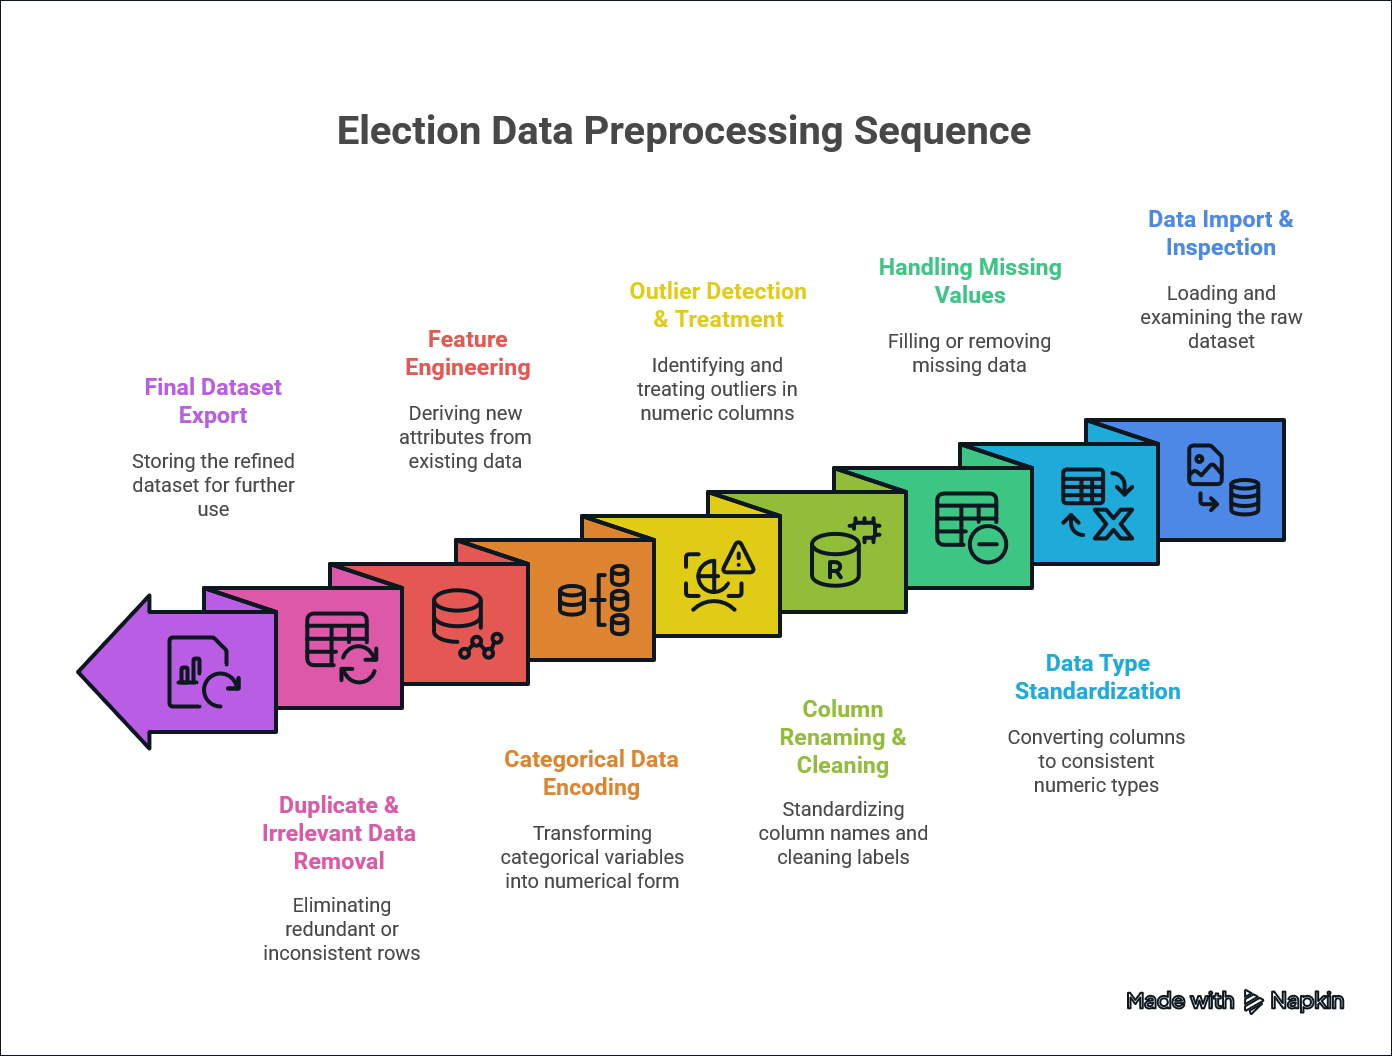 Election Data Preprocessing Sequence
Data Import &
Inspection
Loading and
examining the raw
dataset
Handling Missing
Values
Filling or removing
missing data
Outlier Detection
& Treatment
Identifying and
treating outliers in
numeric columns
Feature
Engineering
Deriving new
attributes from
existing data
Final Dataset
Export
Storing the refined
dataset for further
use
R
Data Type
Standardization
Converting columns
to consistent
numeric types
Column
Renaming &
Cleaning
Standardizing
column names and
cleaning labels
Categorical Data
Encoding
Transforming
categorical variables
into numerical form
Duplicate &
Irrelevant Data
Removal
Eliminating
redundant or
inconsistent rows
Made with Napkin